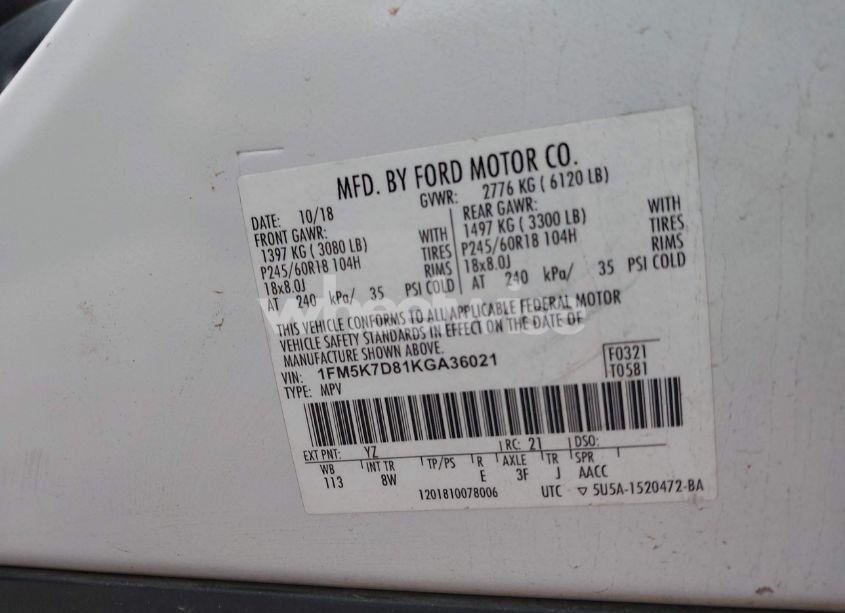 MFD. BY FORD MOTOR CO.
DATE: 10/18 GVWR: 2776 KG ( 6120 LB)
FRONT GAWR: REAR GAWR:
1397 KG ( 3080 LB) WITH 1497 KG ( 3300 LB) WITH
P245/60R18 104H TIRES P245/60R18 104H TIRES
18x8.0J RIMS 18x8.0J RIMS
AT 240 kPa/ 35 PSI COLD AT 240 kPa/ 35 PSI COLD
THIS VEHICLE CONFORMS TO ALL APPLICABLE FEDERAL MOTOR
VEHICLE SAFETY STANDARDS IN EFFECT ON THE DATE OF
MANUFACTURE SHOWN ABOVE.
VIN: 1FM5K7D81KGA36021 F0321
TYPE: MPV T0581
EXT PNT: YZ RC: 21 DSO:
WB INT TR TP/PS R AXLE TR SPR
113 8W E 3F J AACC
1201810078006 UTC ▽ 5U5A-1520472-BA